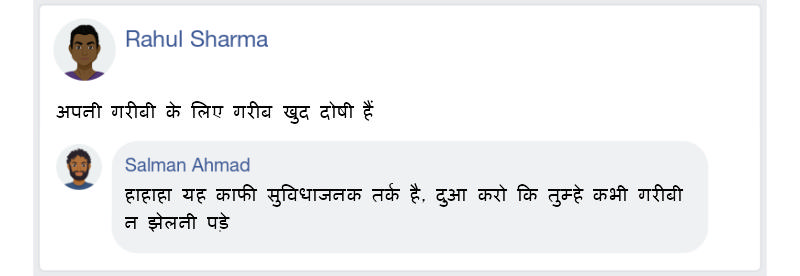 Rahul Sharma
अपनी गरीबी के लिए गरीब खुद दोषी हैं
Salman Ahmad
हाहाहा यह काफी सुविधाजनक तर्क है, दुआ करो कि तुम्हे कभी गरीबी
न झेलनी पड़े